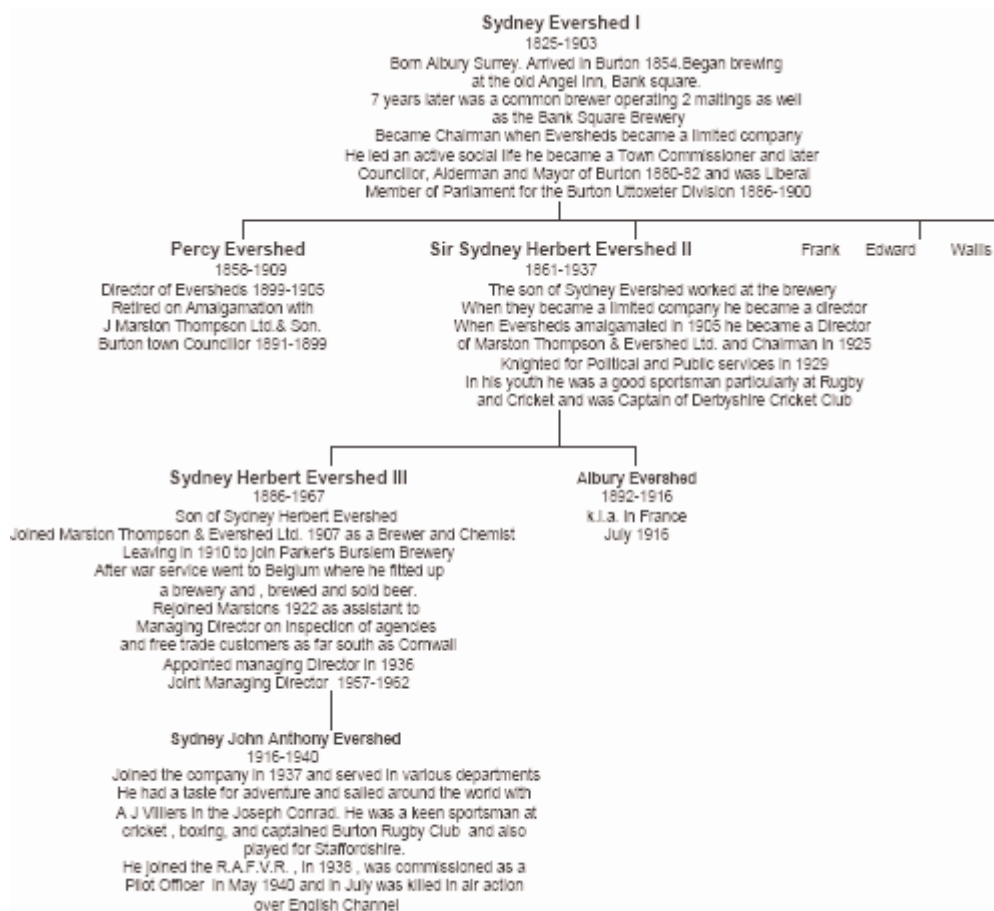 Sydney Evershed I
1825-1903
Born Albury Surrey. Arrived in Burton 1854.Began brewing
at the old Angel Inn, Bank square.
7 years later was a common brewer operating 2 maltings as well
as the Bank Square Brewery
Became Chairman when Eversheds became a limited company
He led an active social life he became a Town Commissioner and later
Councillor, Alderman and Mayor of Burton 1880-82 and was Liberal
Member of Parliament for the Burton Uttoxeter Division 1886-1900
Percy Evershed
1858-1909
Director of Eversheds 1899-1905
Retired on Amalgamation with
J Marston Thompson Ltd.& Son.
Burton town Councillor 1891-1899
Sir Sydney Herbert Evershed II
1861-1937
The son of Sydney Evershed worked at the brewery
When they became a limited company he became a director
When Eversheds amalgamated in 1905 he became a Director
of Marston Thompson & Evershed Ltd. and Chairman in 1925
Knighted for Political and Public services in 1929
In his youth he was a good sportsman particularly at Rugby
and Cricket and was Captain of Derbyshire Cricket Club
Frank Edward Wallis
Sydney Herbert Evershed III
1886-1967
Son of Sydney Herbert Evershed
Joined Marston Thompson & Evershed Ltd. 1907 as a Brewer and Chemist
Leaving in 1910 to join Parker's Burslem Brewery
After war service went to Belgium where he fitted up
a brewery and , brewed and sold beer.
Rejoined Marstons 1922 as assistant to
Managing Director on inspection of agencies
and free trade customers as far south as Cornwall
Appointed managing Director in 1936
Joint Managing Director 1957-1962
Albury Evershed
1892-1916
k.i.a. in France
July 1916
Sydney John Anthony Evershed
1916-1940
Joined the company in 1937 and served in various departments
He had a taste for adventure and sailed around the world with
A J Villiers in the Joseph Conrad. He was a keen sportsman at
cricket , boxing, and captained Burton Rugby Club and also
played for Staffordshire.
He joined the R.A.F.V.R. , in 1938 , was commissioned as a
Pilot Officer in May 1940 and in July was killed in air action
over English Channel